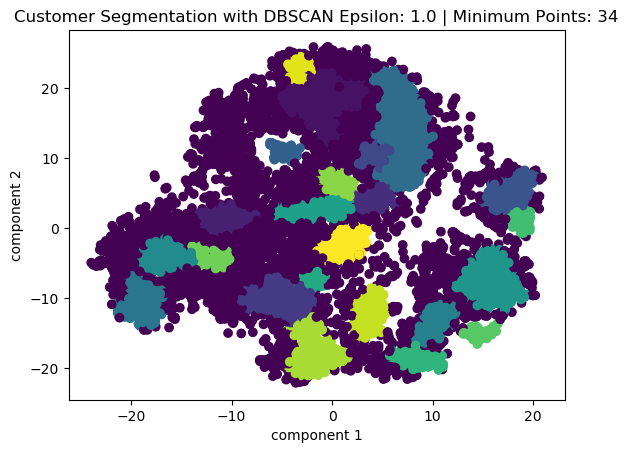 Customer Segmentation with DBSCAN Epsilon: 1.0 | Minimum Points: 34
20
10
0
−10
−20
component 2
−20 −10 0 10 20
component 1